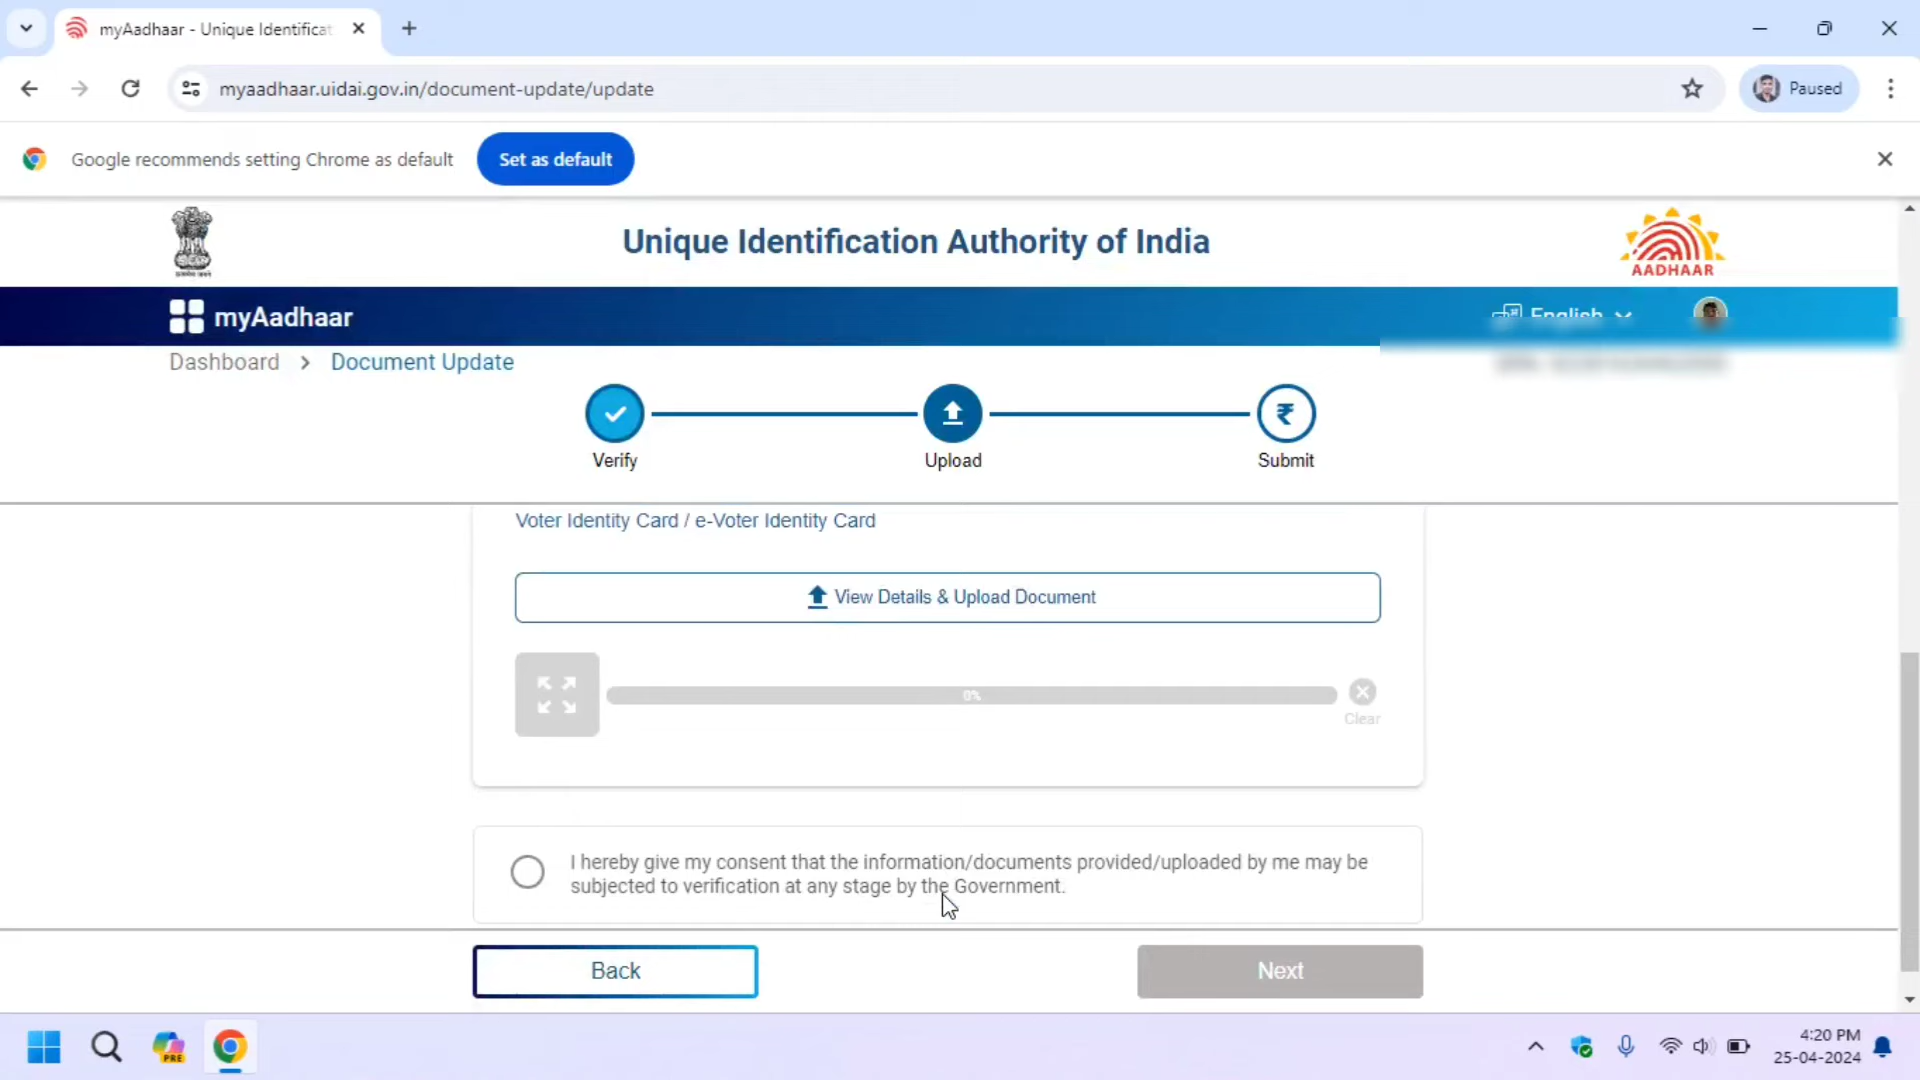 myAadhaar - Unique Identificat
myaadhaar.uidai.gov.in/document-update/update
Paused
Google recommends setting Chrome as default
Set as default
Unique Identification Authority of India
AADHAAR
myAadhaar
English
Dashboard > Document Update
Verify
Upload
₹
Submit
Voter Identity Card / e-Voter Identity Card
View Details & Upload Document
0%
Clear
I hereby give my consent that the information/documents provided/uploaded by me may be
subjected to verification at any stage by the Government.
Back
Next
PRE
4:20 PM
25-04-2024